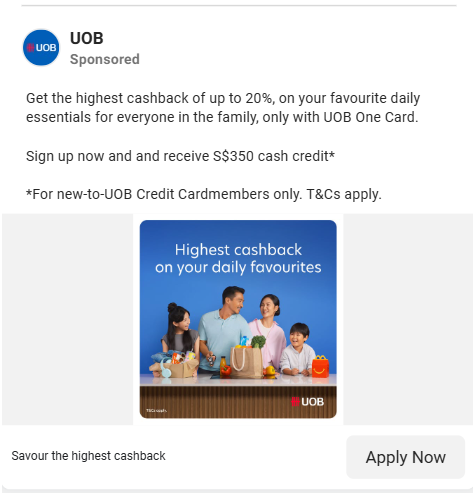 UOB
UOB
Sponsored
Get the highest cashback of up to 20%, on your favourite daily
essentials for everyone in the family, only with UOB One Card.
Sign up now and and receive S$350 cash credit*
*For new-to-UOB Credit Cardmembers only. T&Cs apply.
Highest cashback
on your daily favourites
T&Cs apply.
UOB
Savour the highest cashback
Apply Now